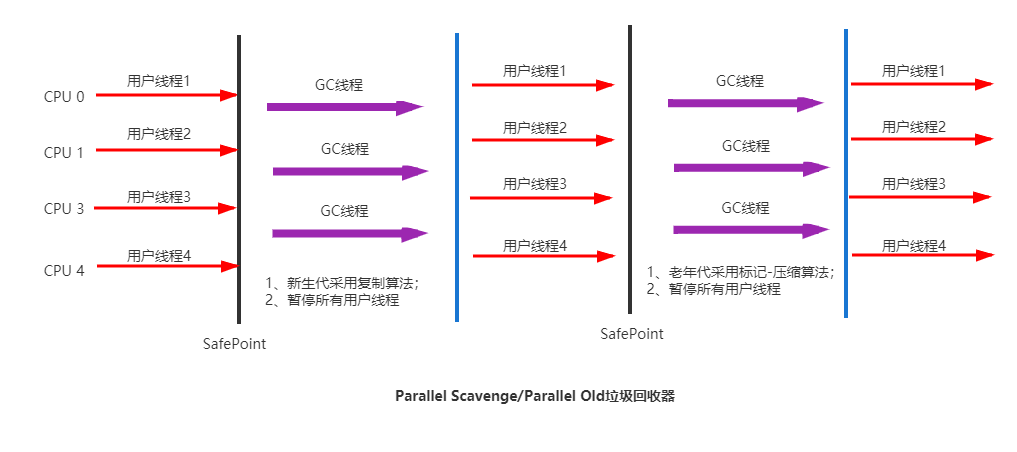 CPU 0
用户线程1
CPU 1
用户线程2
CPU 3
用户线程3
CPU 4
用户线程4
SafePoint
GC线程
GC线程
GC线程
1、新生代采用复制算法；
2、暂停所有用户线程
用户线程1
用户线程2
用户线程3
用户线程4
SafePoint
GC线程
GC线程
GC线程
1、老年代采用标记-压缩算法；
2、暂停所有用户线程
用户线程1
用户线程2
用户线程3
用户线程4
Parallel Scavenge/Parallel Old垃圾回收器